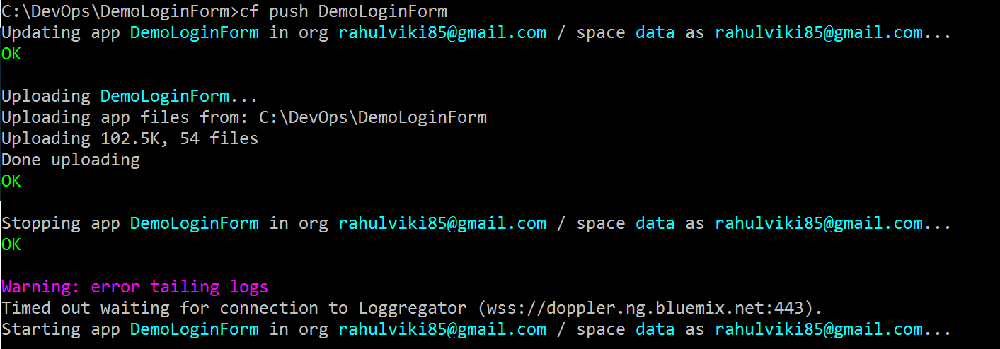 C:\DevOps\DemoLoginForm>cf push DemoLoginForm
Updating app DemoLoginForm in org rahulviki85@gmail.com / space data as rahulviki85@gmail.com...
OK
Uploading DemoLoginForm...
Uploading app files from: C:\DevOps\DemoLoginForm
Uploading 102.5K, 54 files
Done uploading
OK
Stopping app DemoLoginForm in org rahulviki85@gmail.com / space data as rahulviki85@gmail.com...
OK
Warning: error tailing logs
Timed out waiting for connection to Loggregator (wss://doppler.ng.bluemix.net:443).
Starting app DemoLoginForm in org rahulviki85@gmail.com / space data as rahulviki85@gmail.com...